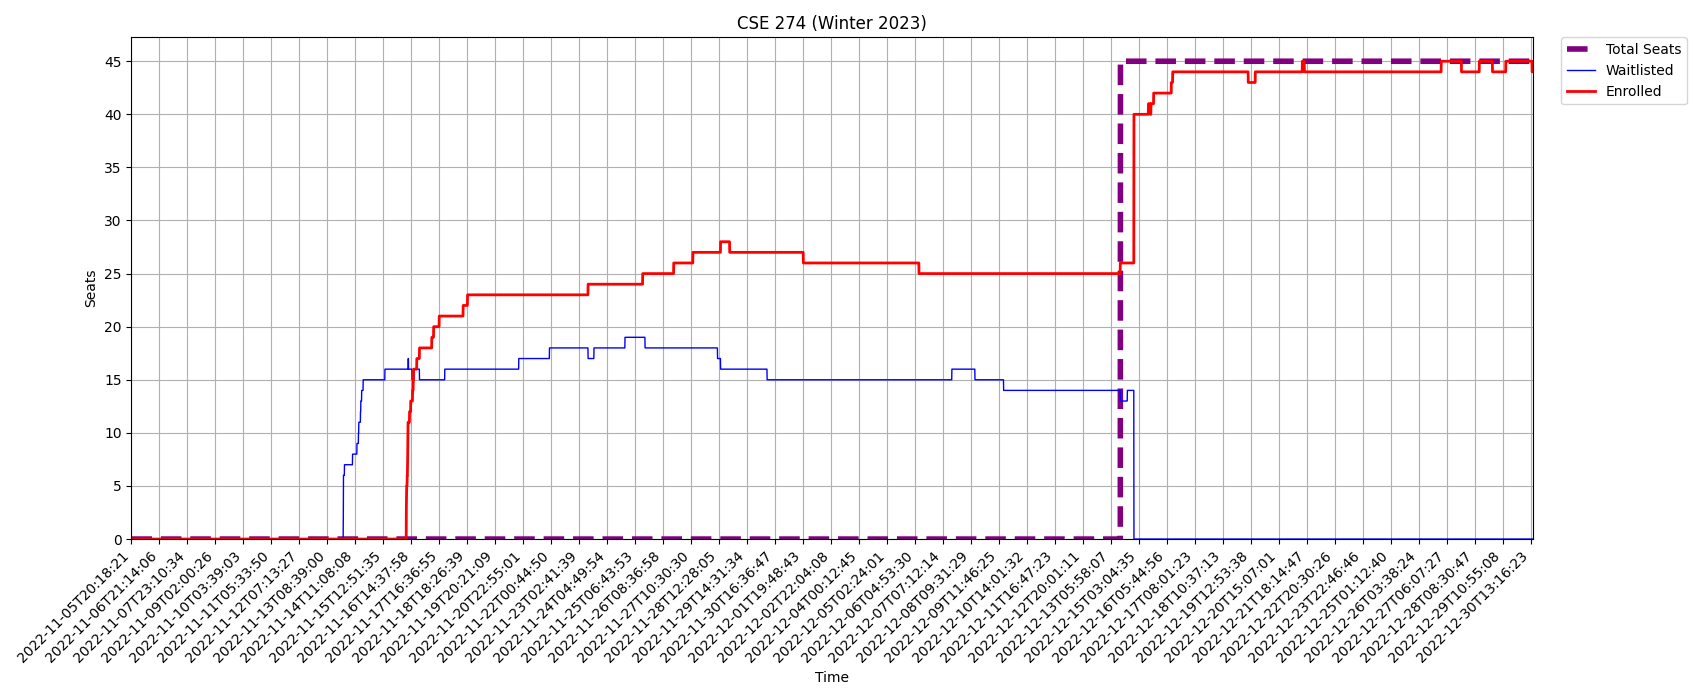 CSE 274 (Winter 2023)
Total Seats
Waitlisted
Enrolled
Seats
45
40
35
30
25
20
15
10
5
0
2022-11-05T20:18:21
2022-11-06T21:14:06
2022-11-07T23:10:34
2022-11-09T02:00:26
2022-11-10T03:39:03
2022-11-11T05:33:50
2022-11-12T07:13:27
2022-11-13T08:39:00
2022-11-14T11:08:08
2022-11-15T12:51:35
2022-11-16T14:37:58
2022-11-17T16:36:55
2022-11-18T18:26:39
2022-11-19T20:21:09
2022-11-20T22:55:01
2022-11-22T00:44:50
2022-11-23T02:41:39
2022-11-24T04:49:54
2022-11-25T06:43:53
2022-11-26T08:36:58
2022-11-27T10:30:30
2022-11-28T12:28:05
2022-11-29T14:31:34
2022-11-30T16:36:47
2022-12-01T19:48:43
2022-12-02T22:04:08
2022-12-04T00:12:45
2022-12-05T02:24:01
2022-12-06T04:53:30
2022-12-07T07:12:14
2022-12-08T09:31:29
2022-12-09T11:46:25
2022-12-10T14:01:32
2022-12-11T16:47:23
2022-12-12T20:01:11
2022-12-13T23:58:07
2022-12-15T03:04:35
2022-12-16T05:44:56
2022-12-17T08:01:23
2022-12-18T10:37:13
2022-12-19T12:53:38
2022-12-20T15:07:01
2022-12-21T18:14:47
2022-12-22T20:30:26
2022-12-23T22:46:46
2022-12-25T01:12:40
2022-12-26T03:38:24
2022-12-27T06:07:27
2022-12-28T08:30:47
2022-12-29T10:55:08
2022-12-30T13:16:23
Time